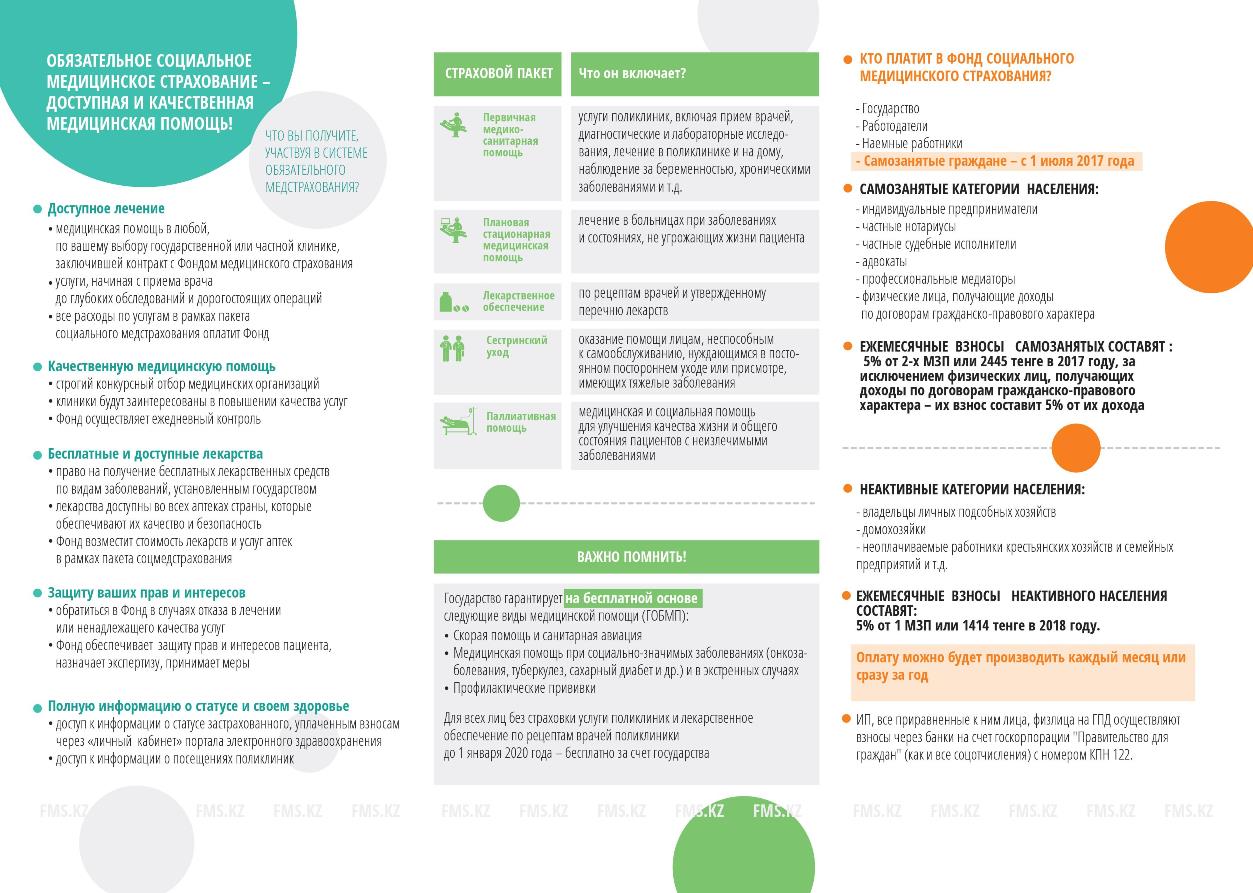 ОБЯЗАТЕЛЬНОЕ СОЦИАЛЬНОЕ
МЕДИЦИНСКОЕ СТРАХОВАНИЕ –
ДОСТУПНАЯ И КАЧЕСТВЕННАЯ
МЕДИЦИНСКАЯ ПОМОЩЬ!
ЧТО ВЫ ПОЛУЧИТЕ,
УЧАСТВУЯ В СИСТЕМЕ
ОБЯЗАТЕЛЬНОГО
МЕДСТРАХОВАНИЯ?
● Доступное лечение
• медицинская помощь в любой,
по вашему выбору государственной или частной клинике,
заключившей контракт с Фондом медицинского страхования
• услуги, начиная с приема врача
до глубоких обследований и дорогостоящих операций
• все расходы по услугам в рамках пакета
социального медстрахования оплатит Фонд
● Качественную медицинскую помощь
• строгий конкурсный отбор медицинских организаций
• клиники будут заинтересованы в повышении качества услуг
• Фонд осуществляет ежедневный контроль
● Бесплатные и доступные лекарства
• право на получение бесплатных лекарственных средств
по видам заболеваний, установленным государством
• лекарства доступны во всех аптеках страны, которые
обеспечивают их качество и безопасность
• Фонд возместит стоимость лекарств и услуг аптек
в рамках пакета соцмедстрахования
● Защиту ваших прав и интересов
• обратиться в Фонд в случаях отказа в лечении
или ненадлежащего качества услуг
• Фонд обеспечивает защиту прав и интересов пациента,
назначает экспертизу, принимает меры
● Полную информацию о статусе и своем здоровье
• доступ к информации о статусе застрахованного, уплаченным взносам
через «личный кабинет» портала электронного здравоохранения
• доступ к информации о посещениях поликлиник
СТРАХОВОЙ ПАКЕТ
Что он включает?
Первичная
медико-
санитарная
помощь
услуги поликлиник, включая прием врачей,
диагностические и лабораторные исследо-
вания, лечение в поликлинике и на дому,
наблюдение за беременностью, хроническими
заболеваниями и т.д.
Плановая
стационарная
медицинская
помощь
лечение в больницах при заболеваниях
и состояниях, не угрожающих жизни пациента
Лекарственное
обеспечение
по рецептам врачей и утвержденному
перечню лекарств
Сестринский
уход
оказание помощи лицам, неспособным
к самообслуживанию, нуждающимся в посто-
янном постороннем уходе или присмотре,
имеющих тяжелые заболевания
Паллиативная
помощь
медицинская и социальная помощь
для улучшения качества жизни и общего
состояния пациентов с неизлечимыми
заболеваниями
ВАЖНО ПОМНИТЬ!
Государство гарантирует на бесплатной основе
следующие виды медицинской помощи (ГОБМП):
• Скорая помощь и санитарная авиация
• Медицинская помощь при социально-значимых заболеваниях (онкоза-
болевания, туберкулез, сахарный диабет и др.) и в экстренных случаях
• Профилактические прививки
Для всех лиц без страховки услуги поликлиник и лекарственное
обеспечение по рецептам врачей поликлиники
до 1 января 2020 года – бесплатно за счет государства
● КТО ПЛАТИТ В ФОНД СОЦИАЛЬНОГО
МЕДИЦИНСКОГО СТРАХОВАНИЯ?
- Государство
- Работодатели
- Наемные работники
- Самозанятые граждане – с 1 июля 2017 года
● САМОЗАНЯТЫЕ КАТЕГОРИИ НАСЕЛЕНИЯ:
- индивидуальные предприниматели
- частные нотариусы
- частные судебные исполнители
- адвокаты
- профессиональные медиаторы
- физические лица, получающие доходы
по договорам гражданско-правого характера
● ЕЖЕМЕСЯЧНЫЕ ВЗНОСЫ САМОЗАНЯТЫХ СОСТАВЯТ :
5% от 2-х МЗП или 2445 тенге в 2017 году, за
исключением физических лиц, получающих
доходы по договорам гражданско-правового
характера – их взнос составит 5% от их дохода
● НЕАКТИВНЫЕ КАТЕГОРИИ НАСЕЛЕНИЯ:
- владельцы личных подсобных хозяйств
- домохозяйки
- неоплачиваемые работники крестьянских хозяйств и семейных
предприятий и т.д.
● ЕЖЕМЕСЯЧНЫЕ ВЗНОСЫ НЕАКТИВНОГО НАСЕЛЕНИЯ
СОСТАВЯТ:
5% от 1 МЗП или 1414 тенге в 2018 году.
Оплату можно будет производить каждый месяц или
сразу за год
● ИП, все приравненные к ним лица, физлица на ГПД осуществляют
взносы через банки на счет госкорпорации "Правительство для
граждан" (как и все соцотчисления) с номером КПН 122.
FMS.KZ FMS.KZ FMS.KZ FMS.KZ FMS.KZ FMS.KZ FMS.KZ FMS.KZ FMS.KZ FMS.KZ FMS.KZ FMS.KZ FMS.KZ FMS.KZ